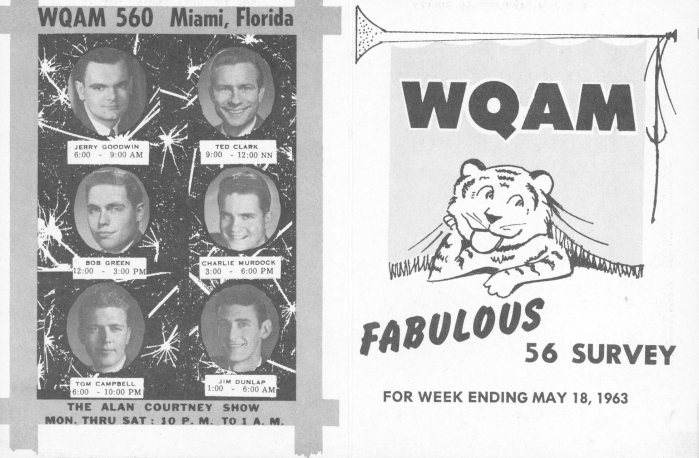 WQAM 560 Miami, Florida
JERRY GOODWIN
6:00 - 9:00 AM
TED CLARK
9:00 - 12:00 NN
BOB GREEN
12:00 - 3:00 PM
CHARLIE MURDOCK
3:00 - 6:00 PM
TOM CAMPBELL
6:00 - 10:00 PM
JIM DUNLAP
1:00 - 6:00 AM
THE ALAN COURTNEY SHOW
MON. THRU SAT : 10 P. M. TO 1 A. M.
WQAM
FABULOUS
56 SURVEY
FOR WEEK ENDING MAY 18, 1963